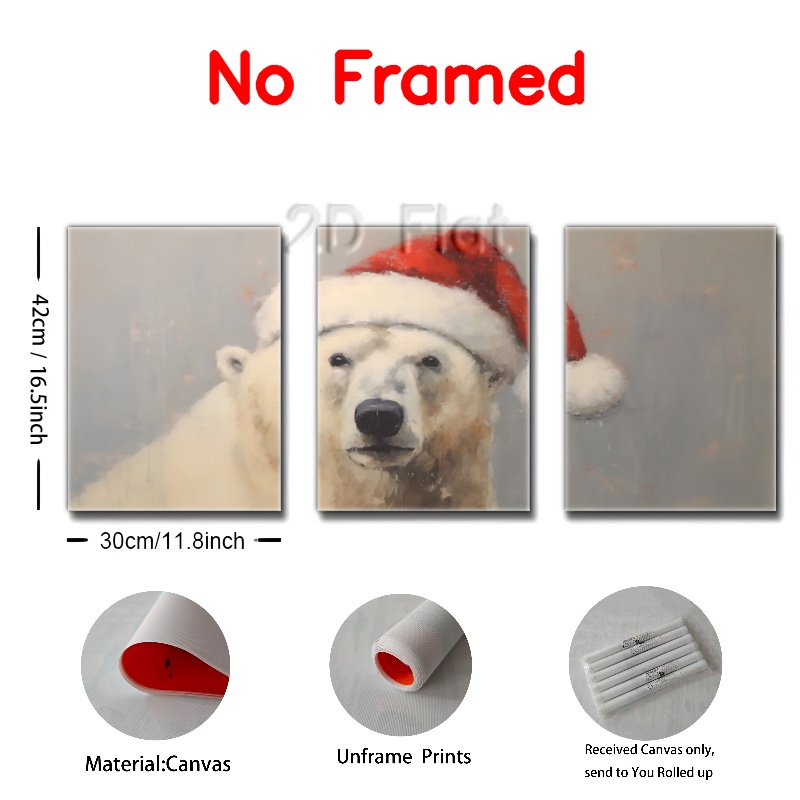 No Framed
2D Flat
42cm / 16.5inch
30cm/11.8inch
Material:Canvas
Unframe Prints
Received Canvas only,
send to You Rolled up